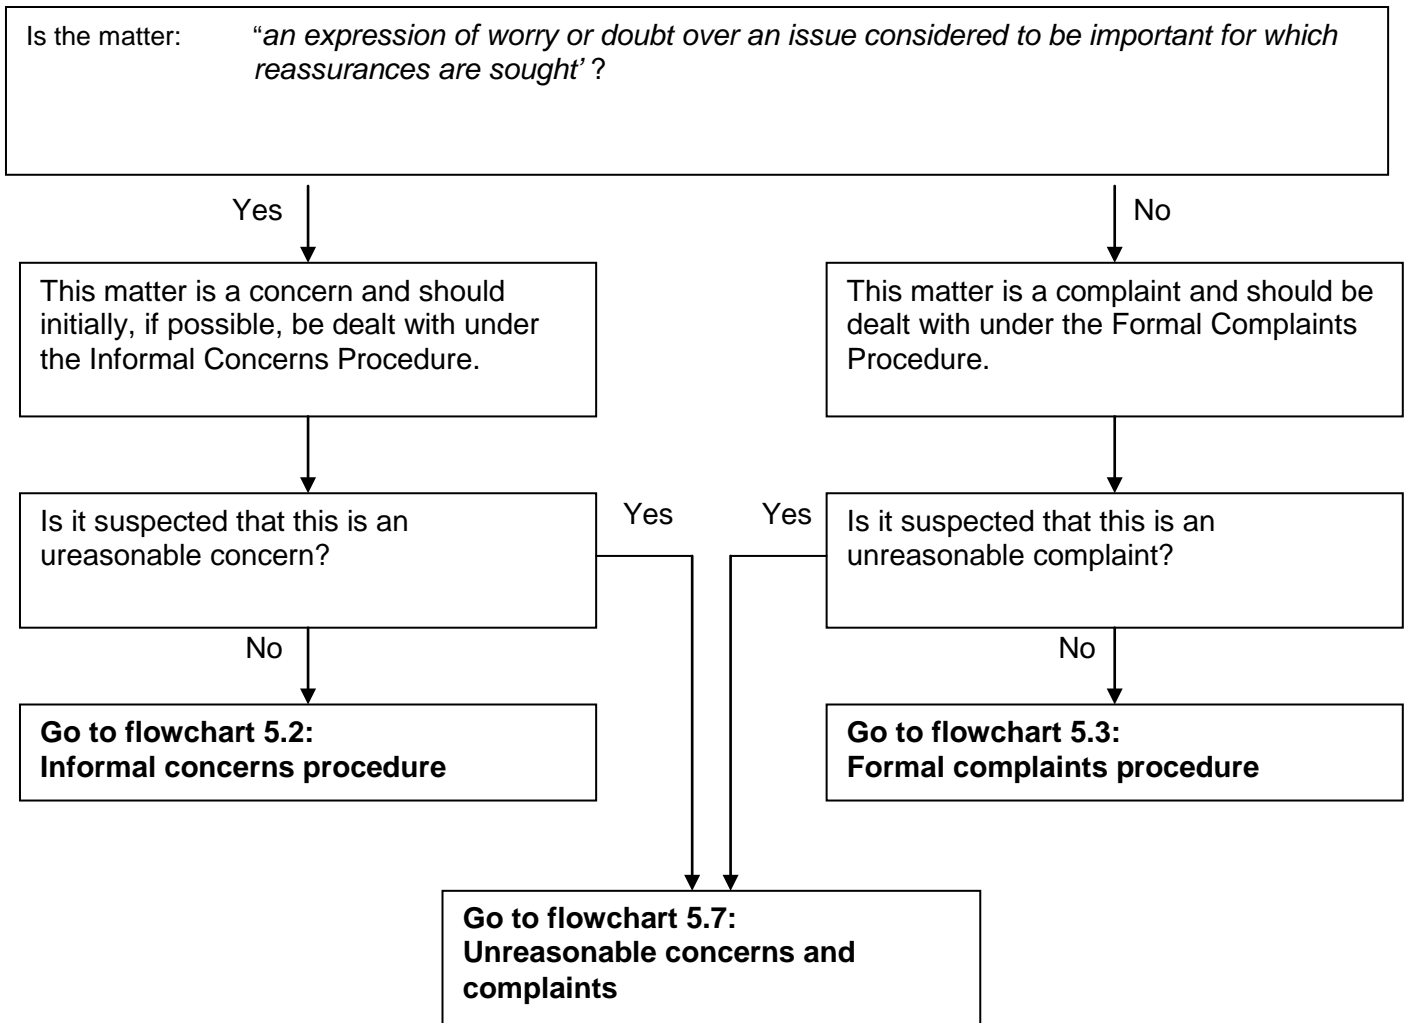 Is the matter: “an expression of worry or doubt over an issue considered to be important for which
reassurances are sought’ ?
Yes
No
This matter is a concern and should
initially, if possible, be dealt with under
the Informal Concerns Procedure.
This matter is a complaint and should be
dealt with under the Formal Complaints
Procedure.
Is it suspected that this is an
ureasonable concern?
Yes
Yes
Is it suspected that this is an
unreasonable complaint?
No
No
Go to flowchart 5.2:
Informal concerns procedure
Go to flowchart 5.3:
Formal complaints procedure
Go to flowchart 5.7:
Unreasonable concerns and
complaints